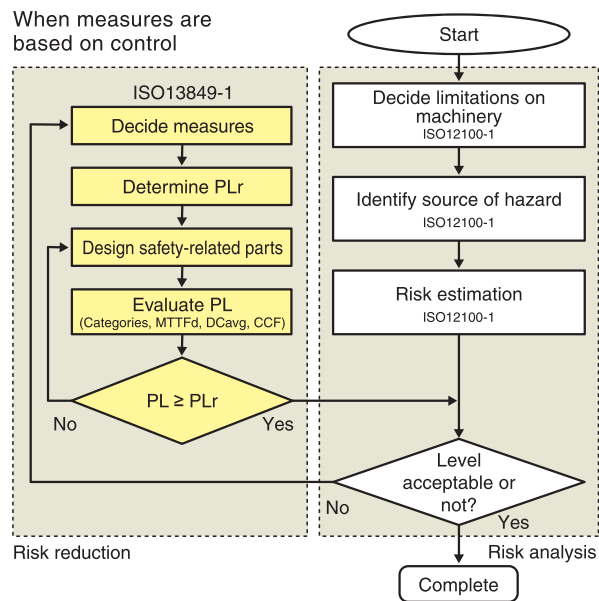 When measures are
based on control
Start
ISO13849-1
Decide measures
Determine PLr
Design safety-related parts
Evaluate PL
(Categories, MTTFd, DCavg, CCF)
PL ≥ PLr
No
Yes
Risk reduction
Decide limitations on
machinery
ISO12100-1
Identify source of hazard
ISO12100-1
Risk estimation
ISO12100-1
Level
acceptable or
not?
No
Yes
Risk analysis
Complete